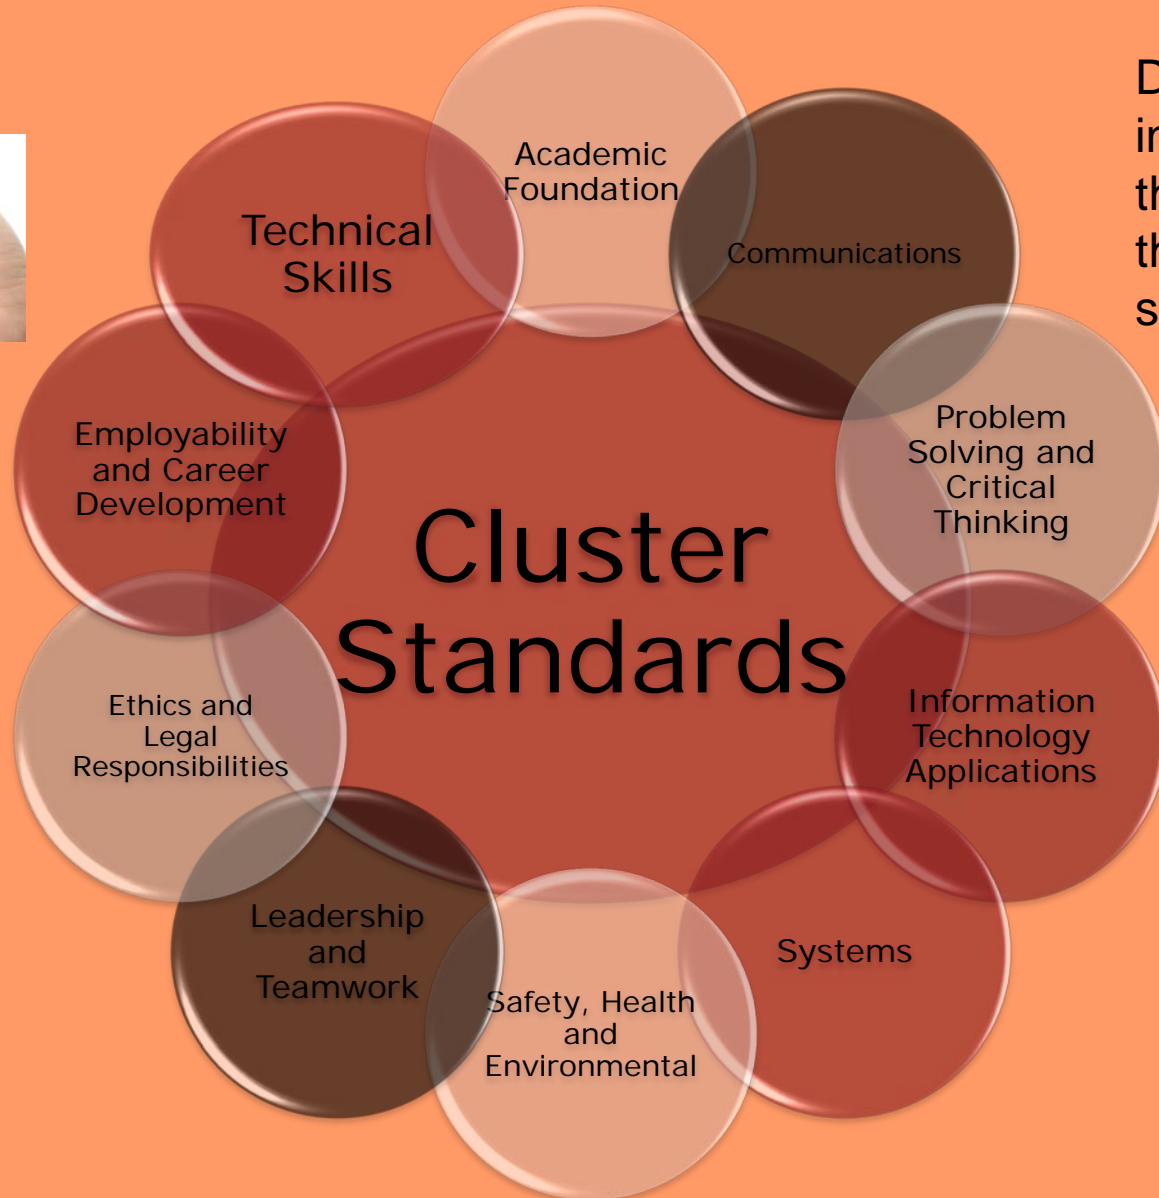 Academic
Foundation
Communications
Problem
Solving and
Critical
Thinking
Information
Technology
Applications
Systems
Safety, Health
and
Environmental
Leadership
and
Teamwork
Ethics and
Legal
Responsibilities
Employability
and Career
Development
Technical
Skills
Cluster
Standards